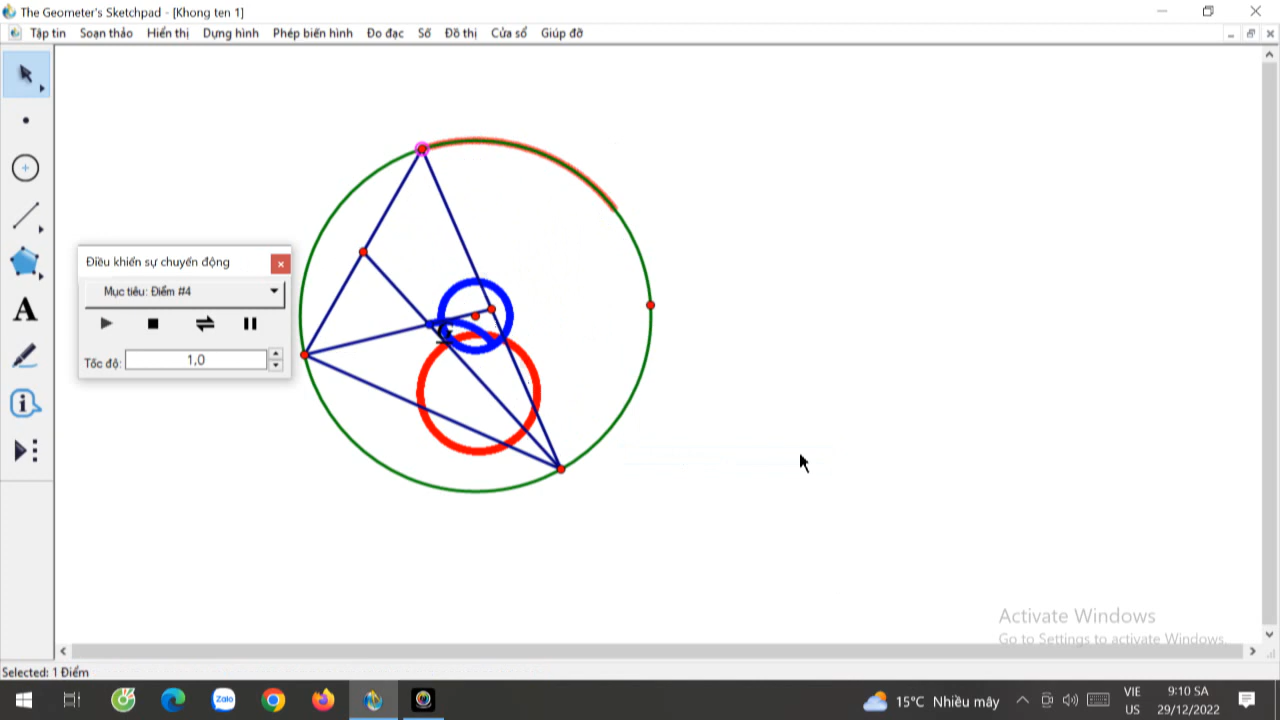 The Geometer's Sketchpad - [Khong ten 1]
Tập tin Soạn thảo Hiển thị Dựng hình Phép biến hình Đo đạc Số Đồ thị Cửa sổ Giúp đỡ
Điều khiển sự chuyển động
Mục tiêu: Điểm #4
Tốc độ: 1,0
A
Activate Windows
Go to Settings to activate Windows.
Selected: 1 Điểm
Zalo
15°C Nhiều mây
VIE
US
9:10 SA
29/12/2022